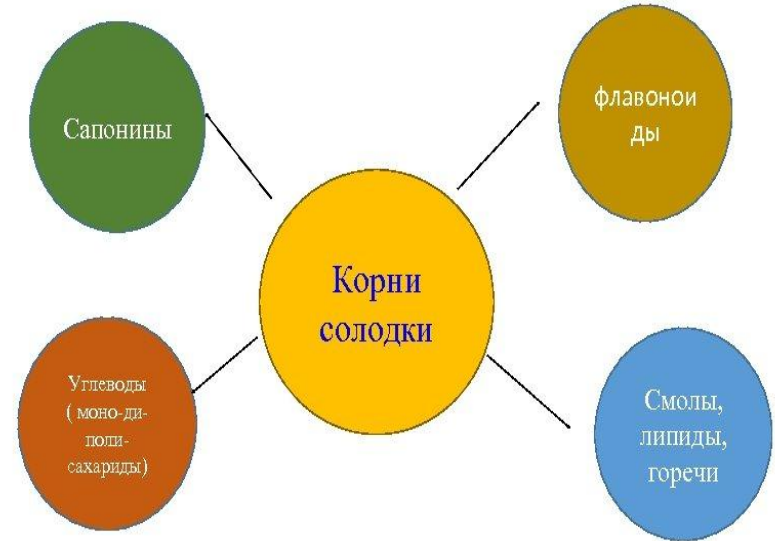 Сапонины
флавонои
ды
Корни
солодки
Углеводы
( моно-ди-
поли-
сахариды)
Смолы,
липиды,
горечи